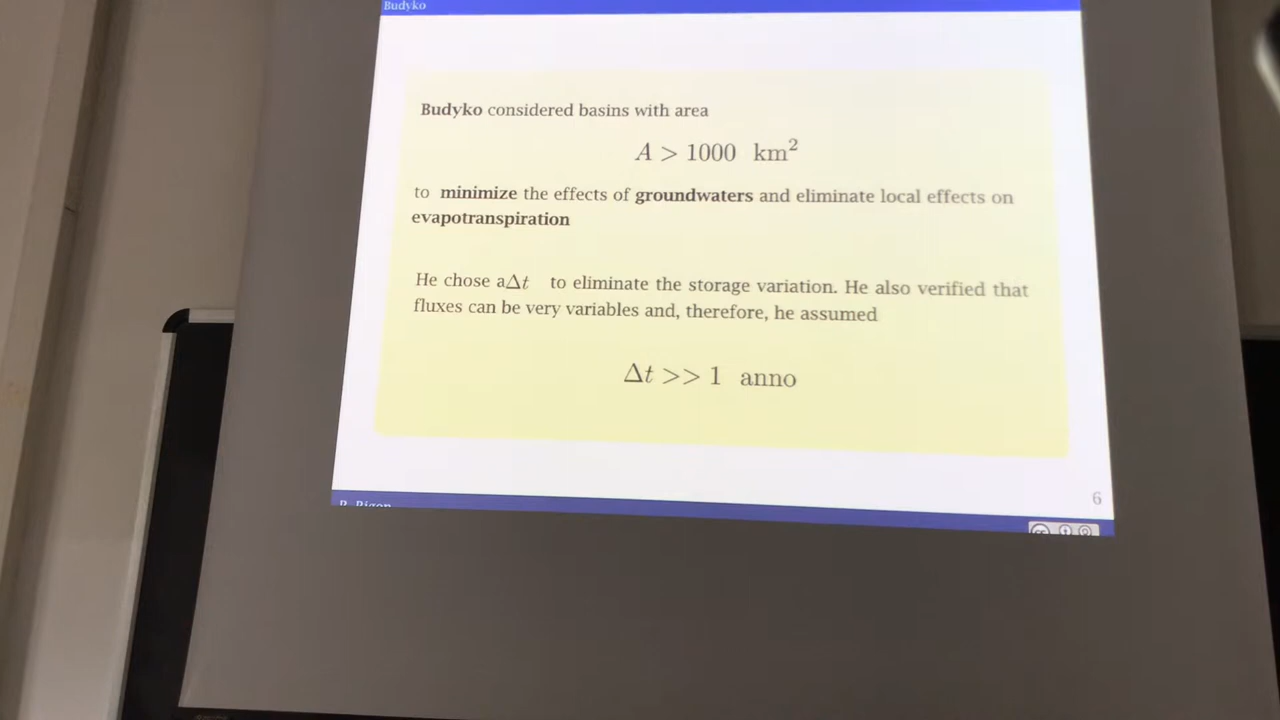 Budyko
Budyko considered basins with area
A > 1000 km²
to minimize the effects of groundwaters and eliminate local effects on
evapotranspiration
He chose aΔt to eliminate the storage variation. He also verified that
fluxes can be very variables and, therefore, he assumed
Δt >> 1 anno
6
R. Rigon
cc